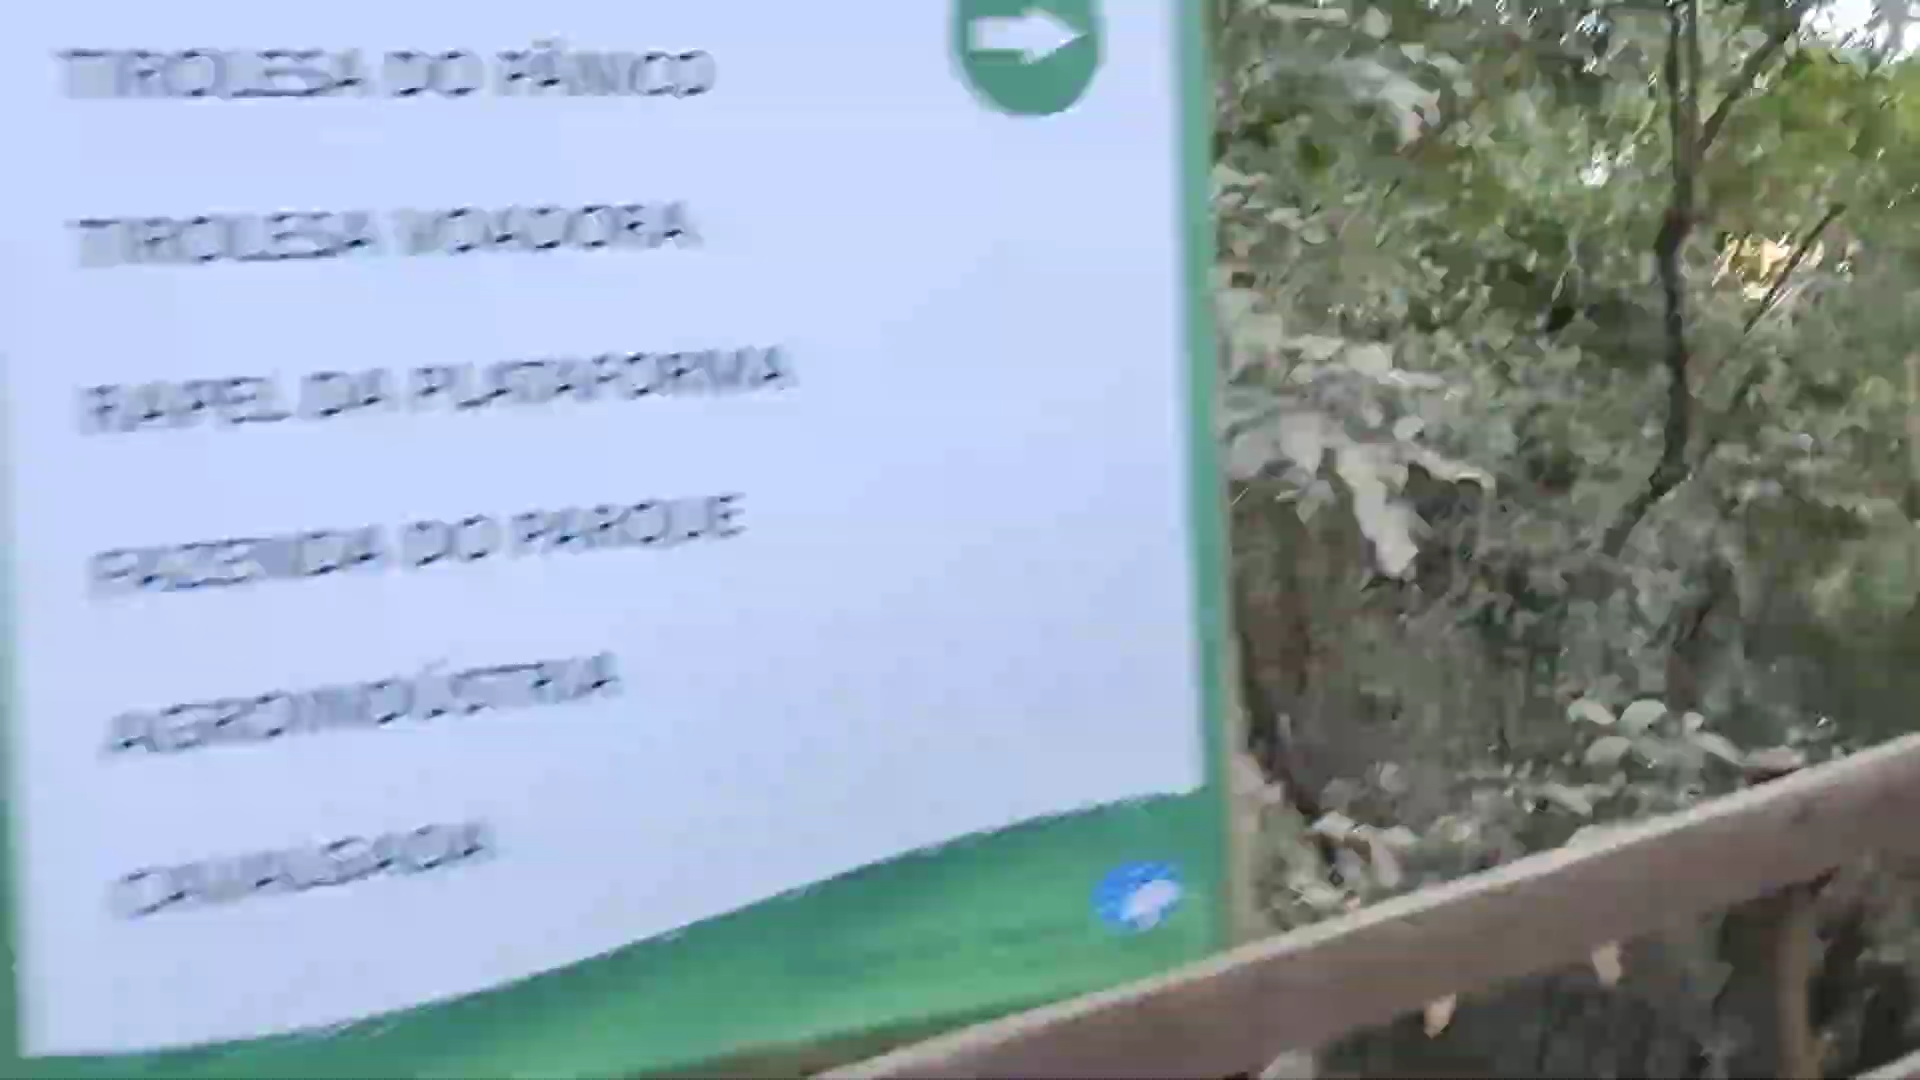 TIROLESA DO PÂNICO
TIROLESA VOADORA
RAPEL DA PLATAFORMA
FAZENDA DO PARQUE
AGROINDÚSTRIA
CAVALGADA